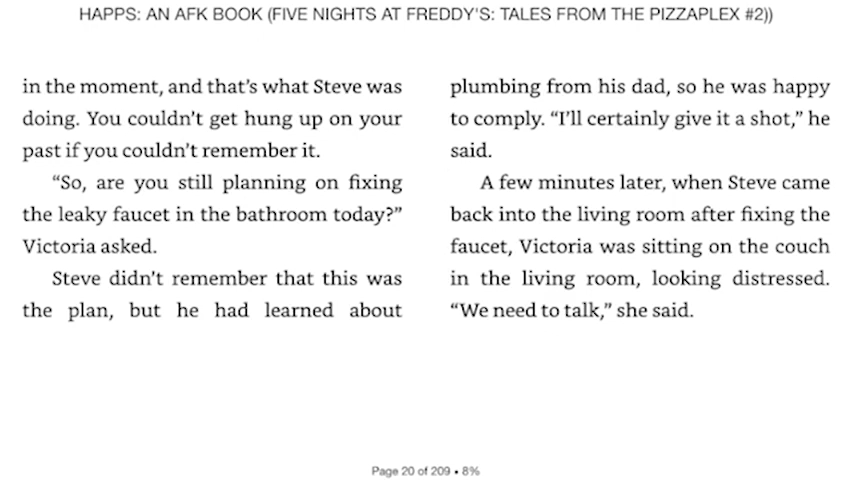 HAPPS: AN AFK BOOK (FIVE NIGHTS AT FREDDY'S: TALES FROM THE PIZZAPLEX #2))
in the moment, and that’s what Steve was
doing. You couldn’t get hung up on your
past if you couldn’t remember it.
“So, are you still planning on fixing
the leaky faucet in the bathroom today?”
Victoria asked.
Steve didn’t remember that this was
the plan, but he had learned about
plumbing from his dad, so he was happy
to comply. “I’ll certainly give it a shot,” he
said.
A few minutes later, when Steve came
back into the living room after fixing the
faucet, Victoria was sitting on the couch
in the living room, looking distressed.
“We need to talk,” she said.
Page 20 of 209 • 8%